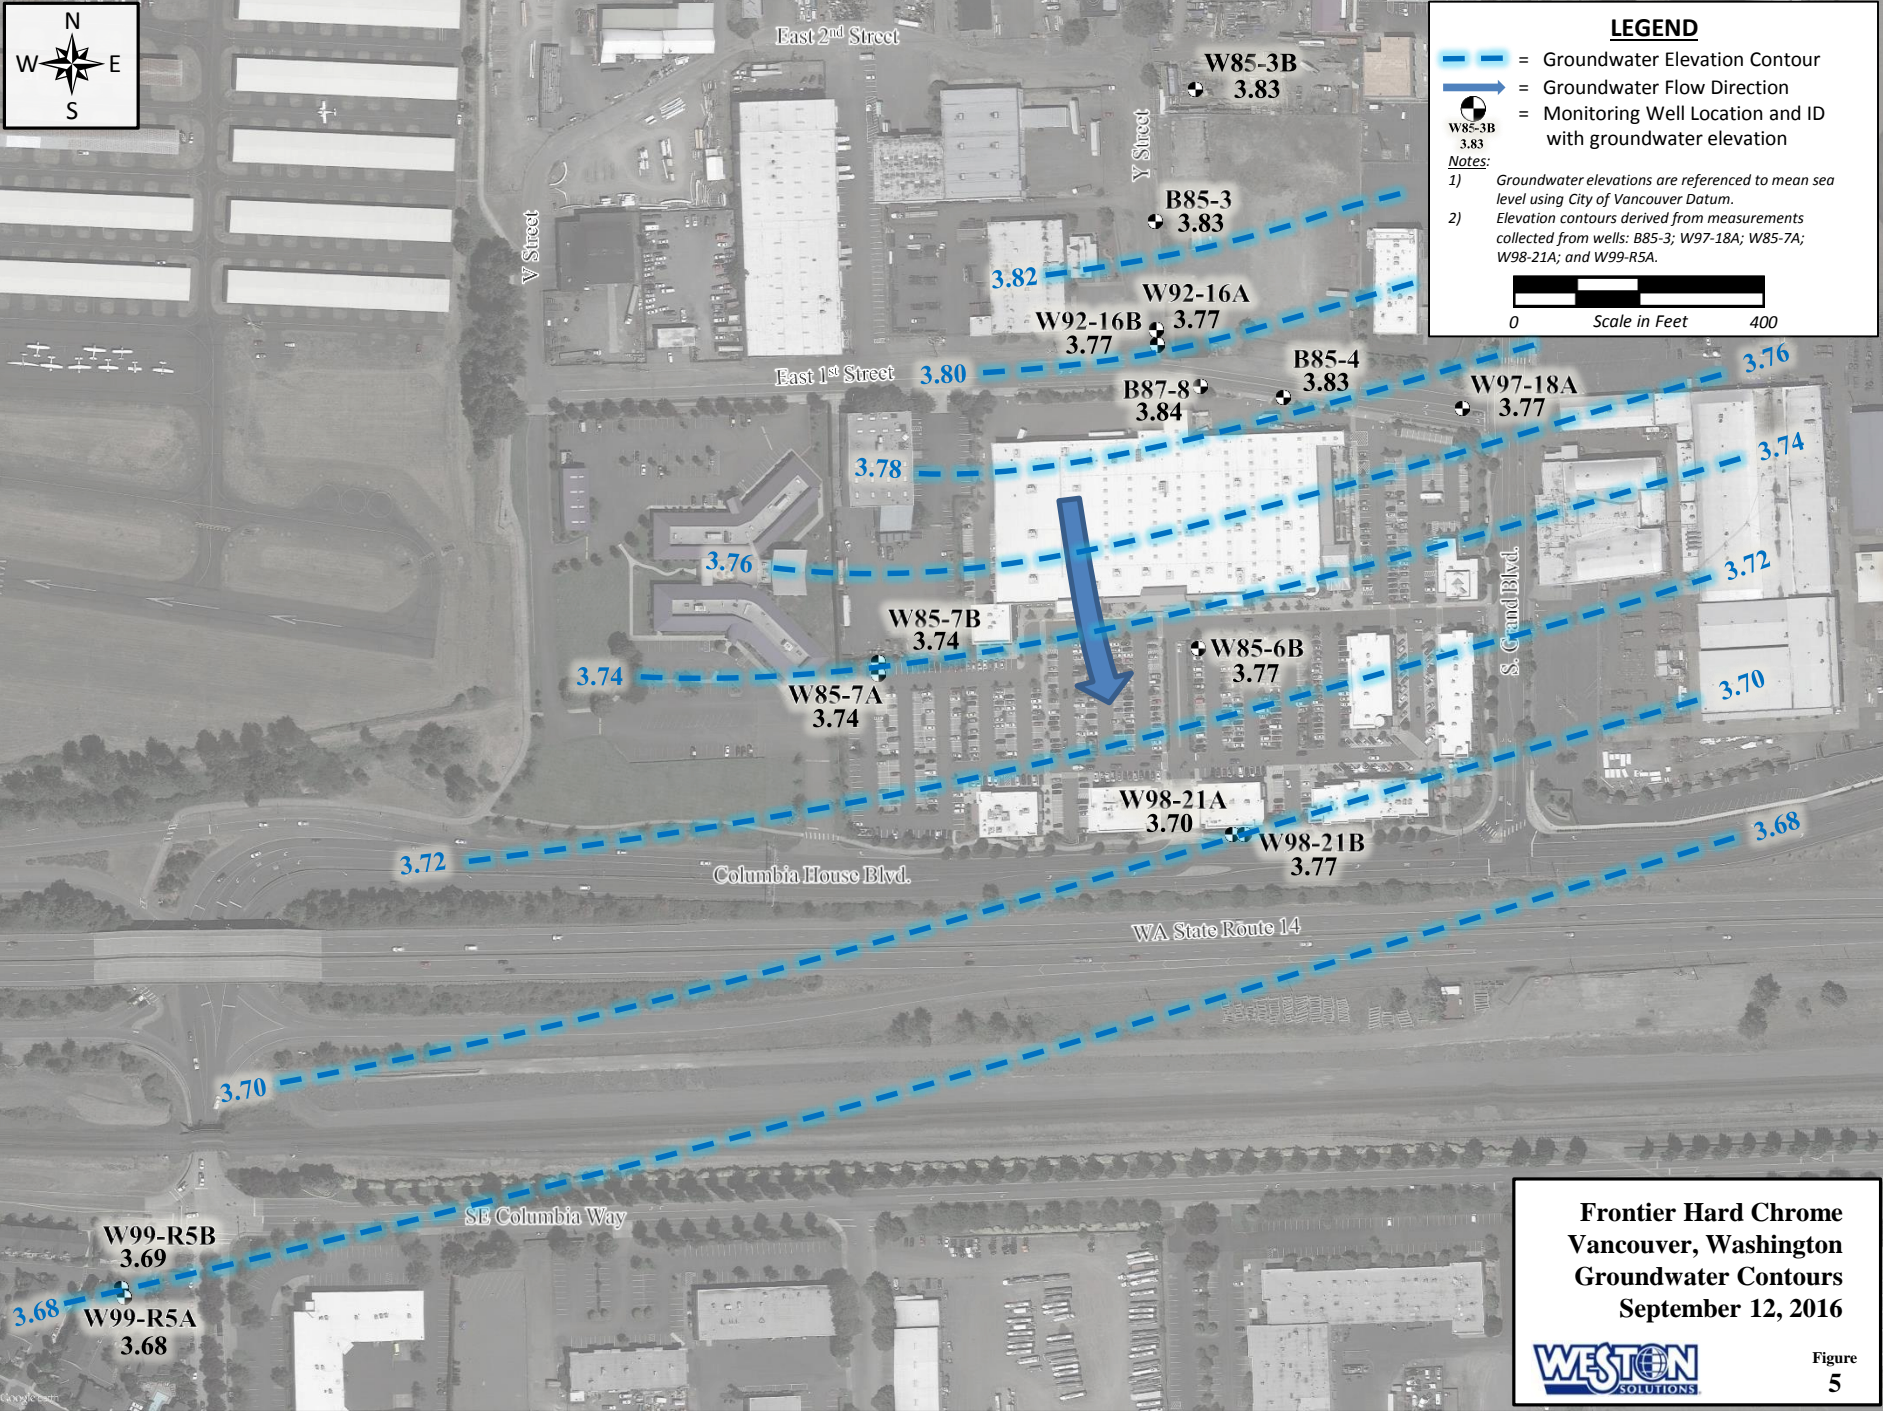 N
W E
S
East 2nd Street
W85-3B
3.83
Y Street
V Street
B85-3
3.83
3.82
W92-16A
3.77
W92-16B
3.77
East 1st Street
3.80
B85-4
3.83
B87-8
3.84
W97-18A
3.77
3.76
3.78
3.74
3.76
3.72
S. Grand Blvd.
W85-7B
3.74
W85-6B
3.77
3.74
W85-7A
3.74
3.70
W98-21A
3.70
W98-21B
3.77
3.68
3.72
Columbia House Blvd.
WA State Route 14
3.70
SE Columbia Way
W99-R5B
3.69
3.68
W99-R5A
3.68
LEGEND
= Groundwater Elevation Contour
= Groundwater Flow Direction
= Monitoring Well Location and ID
with groundwater elevation
W85-3B
3.83
Notes:
1) Groundwater elevations are referenced to mean sea
level using City of Vancouver Datum.
2) Elevation contours derived from measurements
collected from wells: B85-3; W97-18A; W85-7A;
W98-21A; and W99-R5A.
0 Scale in Feet 400
Frontier Hard Chrome
Vancouver, Washington
Groundwater Contours
September 12, 2016
WESTON
SOLUTIONS
Figure
5